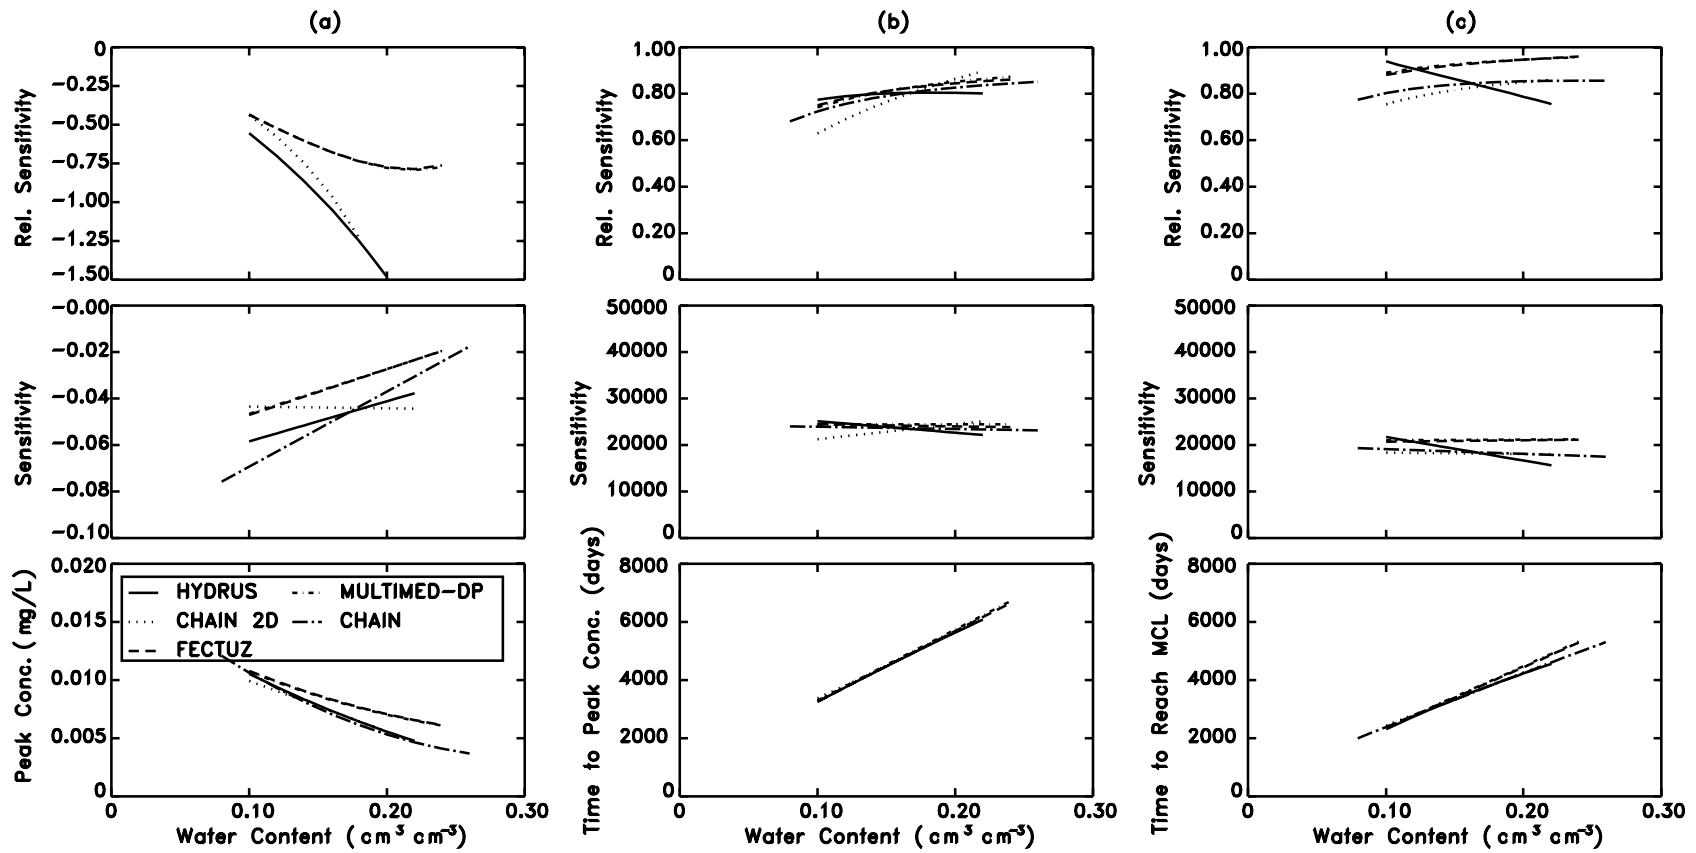 (a)
0
−0.25
−0.50
−0.75
−1.00
−1.25
−1.50
Rel. Sensitivity
(b)
1.00
0.80
0.60
0.40
0.20
0
Rel. Sensitivity
(c)
1.00
0.80
0.60
0.40
0.20
0
Rel. Sensitivity
−0.00
−0.02
−0.04
−0.06
−0.08
−0.10
Sensitivity
50000
40000
30000
20000
10000
0
Sensitivity
50000
40000
30000
20000
10000
0
Sensitivity
0.020
0.015
0.010
0.005
0
Peak Conc. (mg/L)
HYDRUS
MULTIMED−DP
CHAIN 2D
CHAIN
FECTUZ
0 0.10 0.20 0.30
Water Content (cm³ cm⁻³)
8000
6000
4000
2000
0
Time to Peak Conc. (days)
0 0.10 0.20 0.30
Water Content (cm³ cm⁻³)
8000
6000
4000
2000
0
Time to Reach MCL (days)
0 0.10 0.20 0.30
Water Content (cm³ cm⁻³)